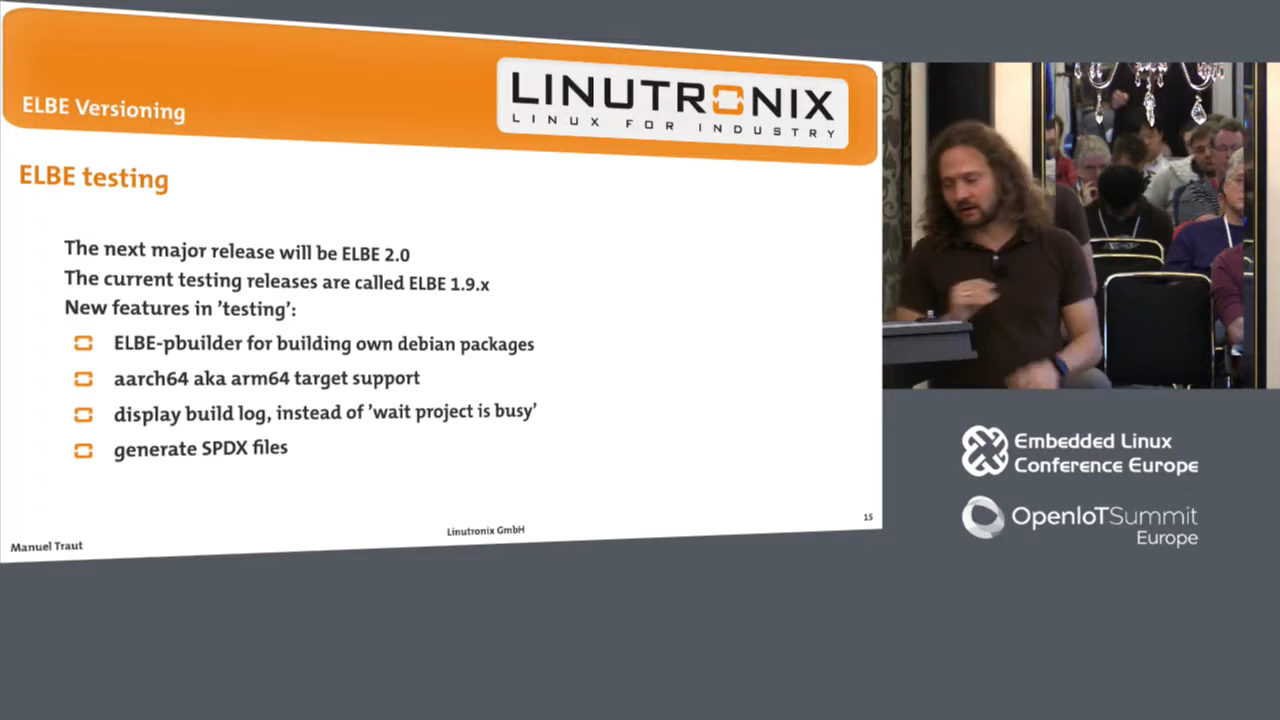 ELBE Versioning
LINUTRONIX
LINUX FOR INDUSTRY
ELBE testing
The next major release will be ELBE 2.0
The current testing releases are called ELBE 1.9.x
New features in 'testing':
ELBE-pbuilder for building own debian packages
aarch64 aka arm64 target support
display build log, instead of 'wait project is busy'
generate SPDX files
Manuel Traut
Linutronix GmbH
15
Embedded Linux
Conference Europe
OpenIoTSummit
Europe